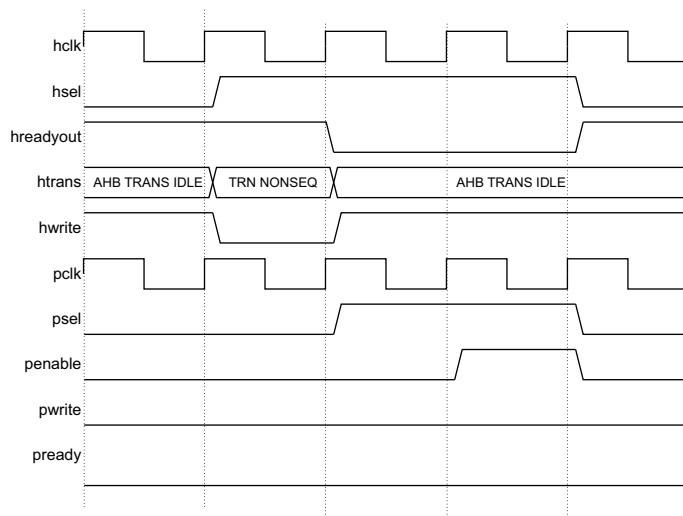 hclk
hsel
hreadyout
htrans AHB TRANS IDLE TRN NONSEQ AHB TRANS IDLE
hwrite
pclk
psel
penable
pwrite
pready